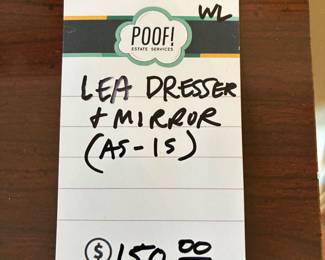 WL
POOF!
ESTATE SERVICES
LEA DRESSER
+ MIRROR
(AS-IS)
$ 150 00